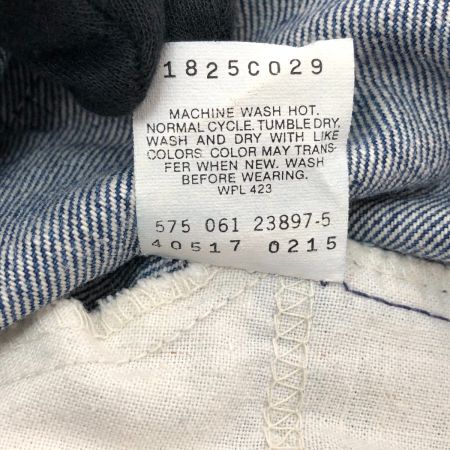 1825C029
MACHINE WASH HOT.
NORMAL CYCLE. TUMBLE DRY.
WASH AND DRY WITH LIKE
COLORS. COLOR MAY TRANS-
FER WHEN NEW. WASH
BEFORE WEARING.
WPL 423
575 061 23897-5
40517 0215